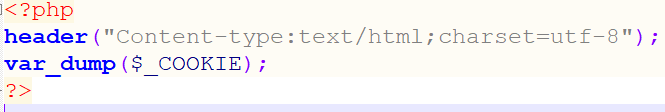 <?php
header("Content-type:text/html;charset=utf-8");
var_dump($_COOKIE);
?>